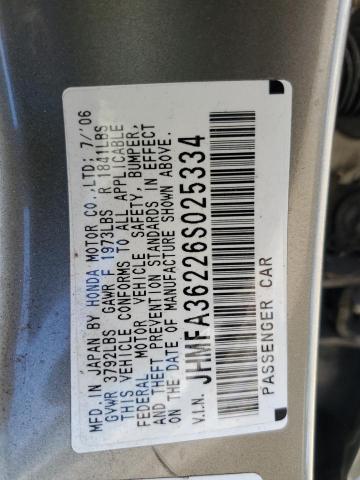 MFD. IN JAPAN BY HONDA MOTOR CO.,LTD; 7/'06
GVWR 3792LBS GAWR F 1973LBS R 1841LBS
THIS VEHICLE CONFORMS TO ALL APPLICABLE
FEDERAL MOTOR VEHICLE SAFETY, BUMPER,
AND THEFT PREVENTION STANDARDS IN EFFECT
ON THE DATE OF MANUFACTURE SHOWN ABOVE.
V.I.N. JHMFA36226S025334
PASSENGER CAR